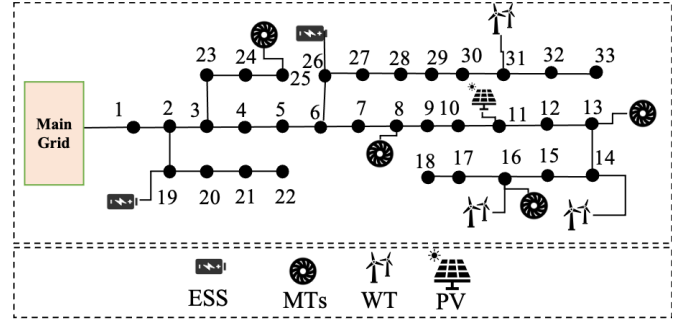 23 24 25 26 27 28 29 30 31 32 33
Main
Grid
1 2 3 4 5 6 7 8 9 10 11 12 13
18 17 16 15 14
19 20 21 22
ESS MTs WT PV